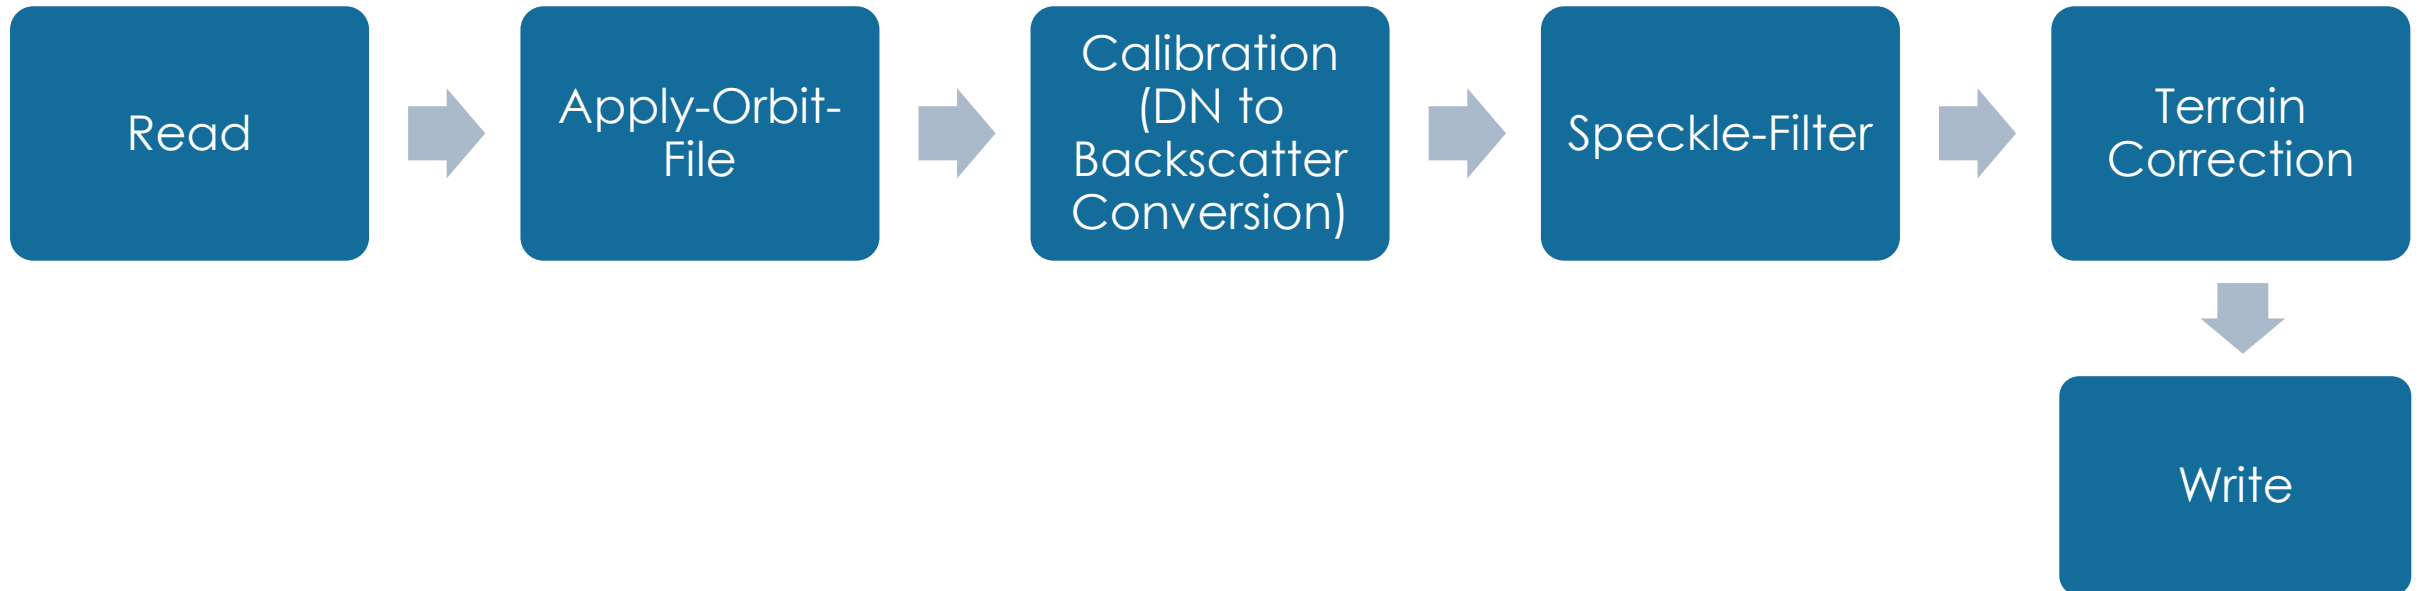 Read
Apply-Orbit-
File
Calibration
(DN to
Backscatter
Conversion)
Speckle-Filter
Terrain
Correction
Write